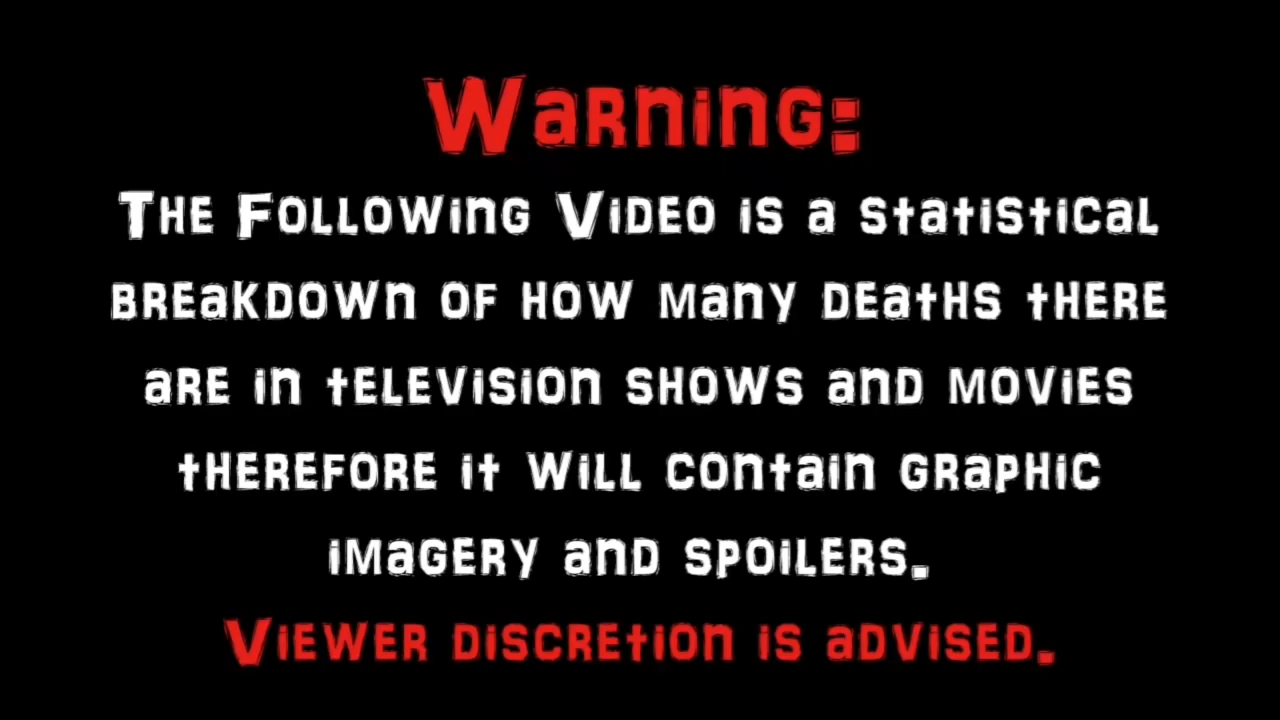 Warning:
The Following Video is a statistical
breakdown of how many deaths there
are in television shows and movies
therefore it will contain graphic
imagery and spoilers.
Viewer discretion is advised.